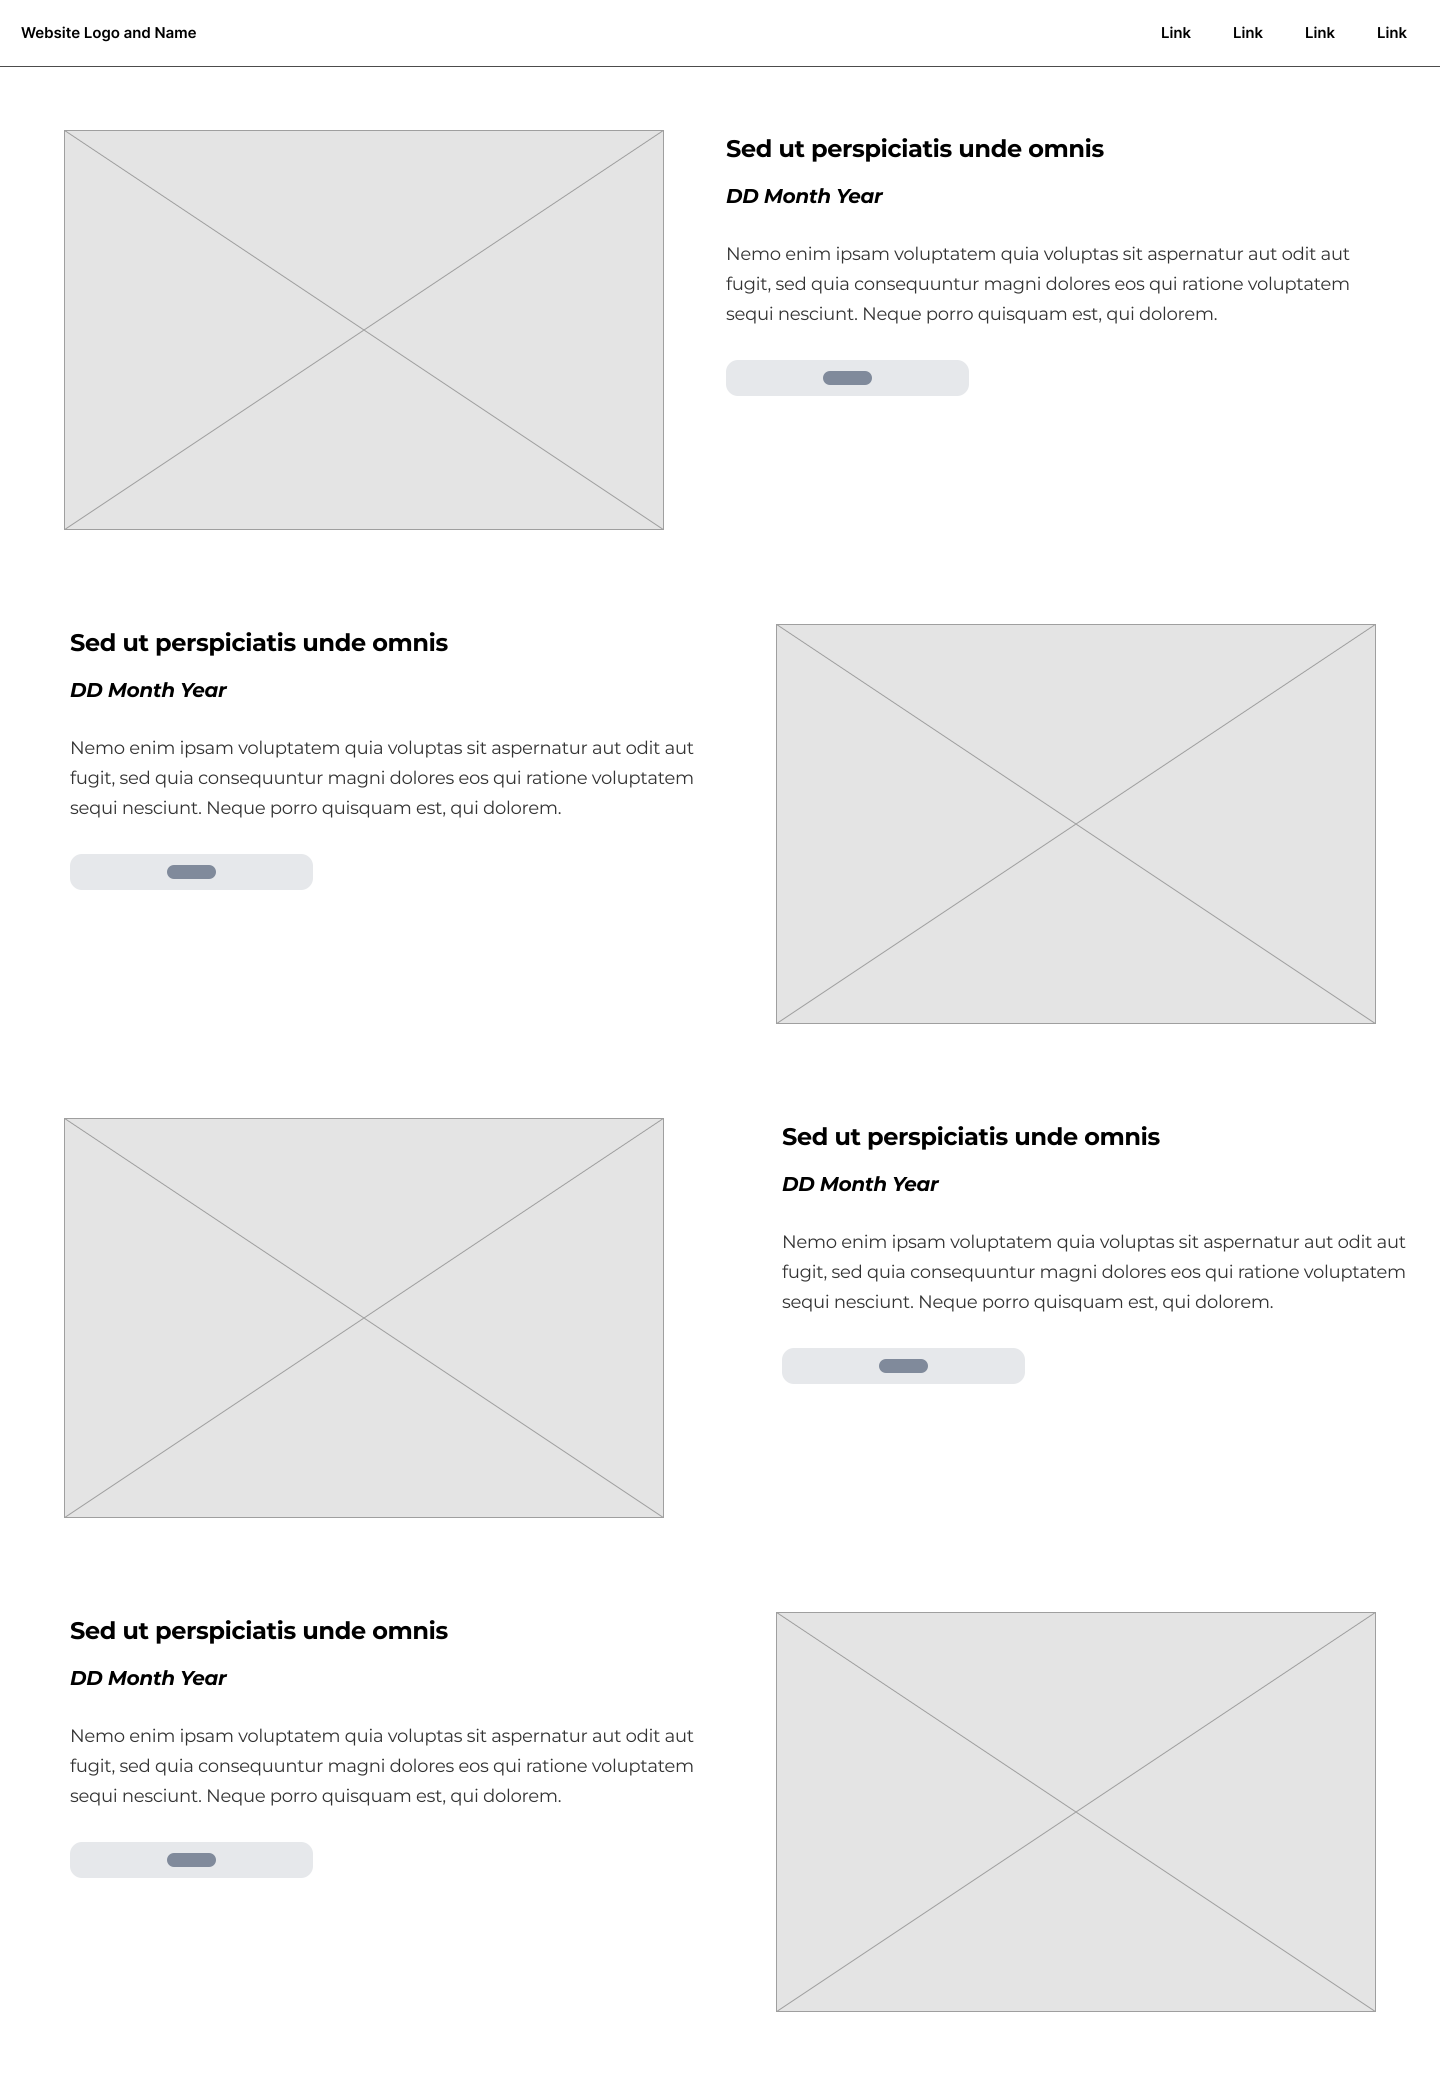 Website Logo and Name
Link
Link
Link
Link
Sed ut perspiciatis unde omnis
DD Month Year
Nemo enim ipsam voluptatem quia voluptas sit aspernatur aut odit aut
fugit, sed quia consequuntur magni dolores eos qui ratione voluptatem
sequi nesciunt. Neque porro quisquam est, qui dolorem.
Sed ut perspiciatis unde omnis
DD Month Year
Nemo enim ipsam voluptatem quia voluptas sit aspernatur aut odit aut
fugit, sed quia consequuntur magni dolores eos qui ratione voluptatem
sequi nesciunt. Neque porro quisquam est, qui dolorem.
Sed ut perspiciatis unde omnis
DD Month Year
Nemo enim ipsam voluptatem quia voluptas sit aspernatur aut odit aut
fugit, sed quia consequuntur magni dolores eos qui ratione voluptatem
sequi nesciunt. Neque porro quisquam est, qui dolorem.
Sed ut perspiciatis unde omnis
DD Month Year
Nemo enim ipsam voluptatem quia voluptas sit aspernatur aut odit aut
fugit, sed quia consequuntur magni dolores eos qui ratione voluptatem
sequi nesciunt. Neque porro quisquam est, qui dolorem.